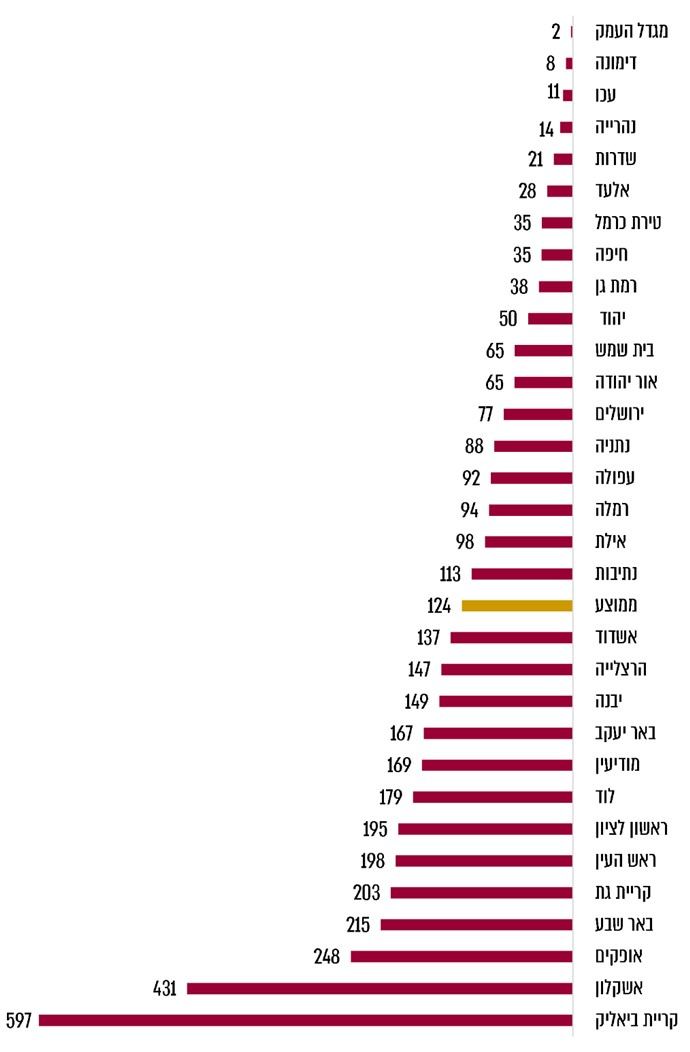 מגדל העמק 2
דימונה 8
עכו 11
נהרייה 14
שדרות 21
אלעד 28
טירת כרמל 35
חיפה 35
רמת גן 38
יהוד 50
בית שמש 65
אור יהודה 65
ירושלים 77
נתניה 88
עפולה 92
רמלה 94
אילת 98
נתיבות 113
ממוצע 124
אשדוד 137
הרצלייה 147
יבנה 149
באר יעקב 167
מודיעין 169
לוד 179
ראשון לציון 195
ראש העין 198
קריית גת 203
באר שבע 215
אופקים 248
אשקלון 431
קריית ביאליק 597